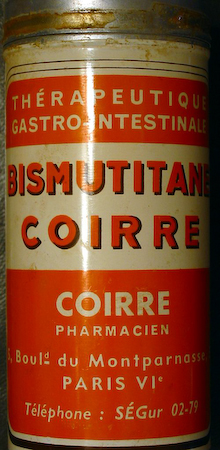 THÉRAPEUTIQUE
GASTRO-INTESTINALE
BISMUTITANE
COIRRE
COIRRE
PHARMACIEN
, Boulᵈ du Montparnasse
PARIS VIᵉ
Téléphone : SÉGur 02-79